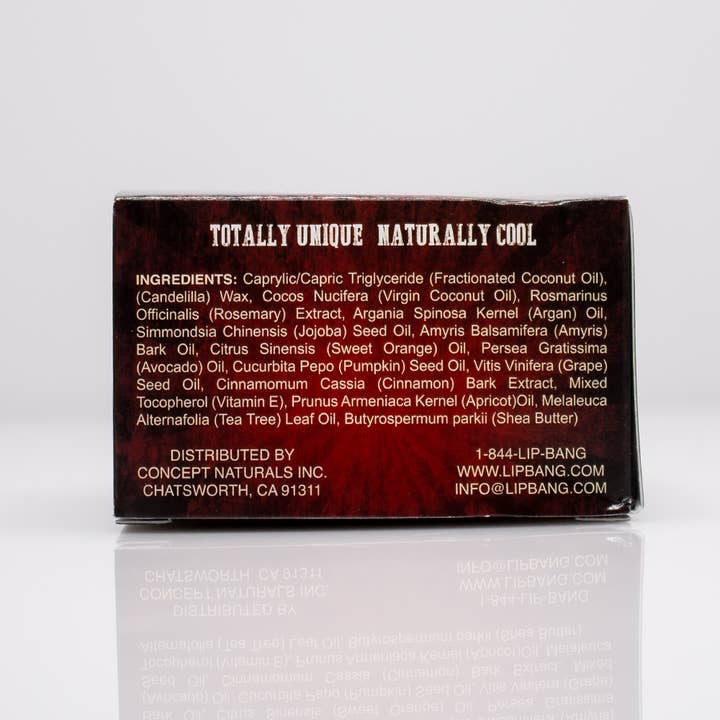 TOTALLY UNIQUE NATURALLY COOL
INGREDIENTS: Caprylic/Capric Triglyceride (Fractionated Coconut Oil),
(Candelilla) Wax, Cocos Nucifera (Virgin Coconut Oil), Rosmarinus
Officinalis (Rosemary) Extract, Argania Spinosa Kernel (Argan) Oil,
Simmondsia Chinensis (Jojoba) Seed Oil, Amyris Balsamifera (Amyris)
Bark Oil, Citrus Sinensis (Sweet Orange) Oil, Persea Gratissima
(Avocado) Oil, Cucurbita Pepo (Pumpkin) Seed Oil, Vitis Vinifera (Grape)
Seed Oil, Cinnamomum Cassia (Cinnamon) Bark Extract, Mixed
Tocopherol (Vitamin E), Prunus Armeniaca Kernel (Apricot)Oil, Melaleuca
Alternafolia (Tea Tree) Leaf Oil, Butyrospermum parkii (Shea Butter)
DISTRIBUTED BY
CONCEPT NATURALS INC.
CHATSWORTH, CA 91311
1-844-LIP-BANG
WWW.LIPBANG.COM
INFO@LIPBANG.COM